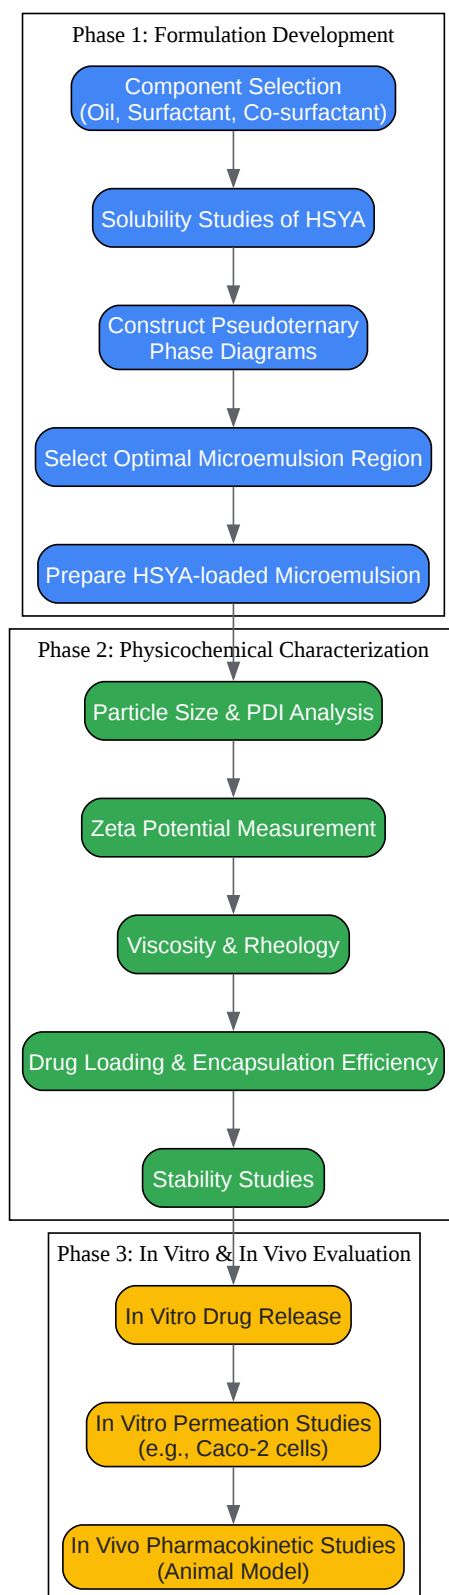 Phase 1: Formulation Development
Component Selection
(Oil, Surfactant, Co-surfactant)
Solubility Studies of HSYA
Construct Pseudoternary
Phase Diagrams
Select Optimal Microemulsion Region
Prepare HSYA-loaded Microemulsion
Phase 2: Physicochemical Characterization
Particle Size & PDI Analysis
Zeta Potential Measurement
Viscosity & Rheology
Drug Loading & Encapsulation Efficiency
Stability Studies
Phase 3: In Vitro & In Vivo Evaluation
In Vitro Drug Release
In Vitro Permeation Studies
(e.g., Caco-2 cells)
In Vivo Pharmacokinetic Studies
(Animal Model)